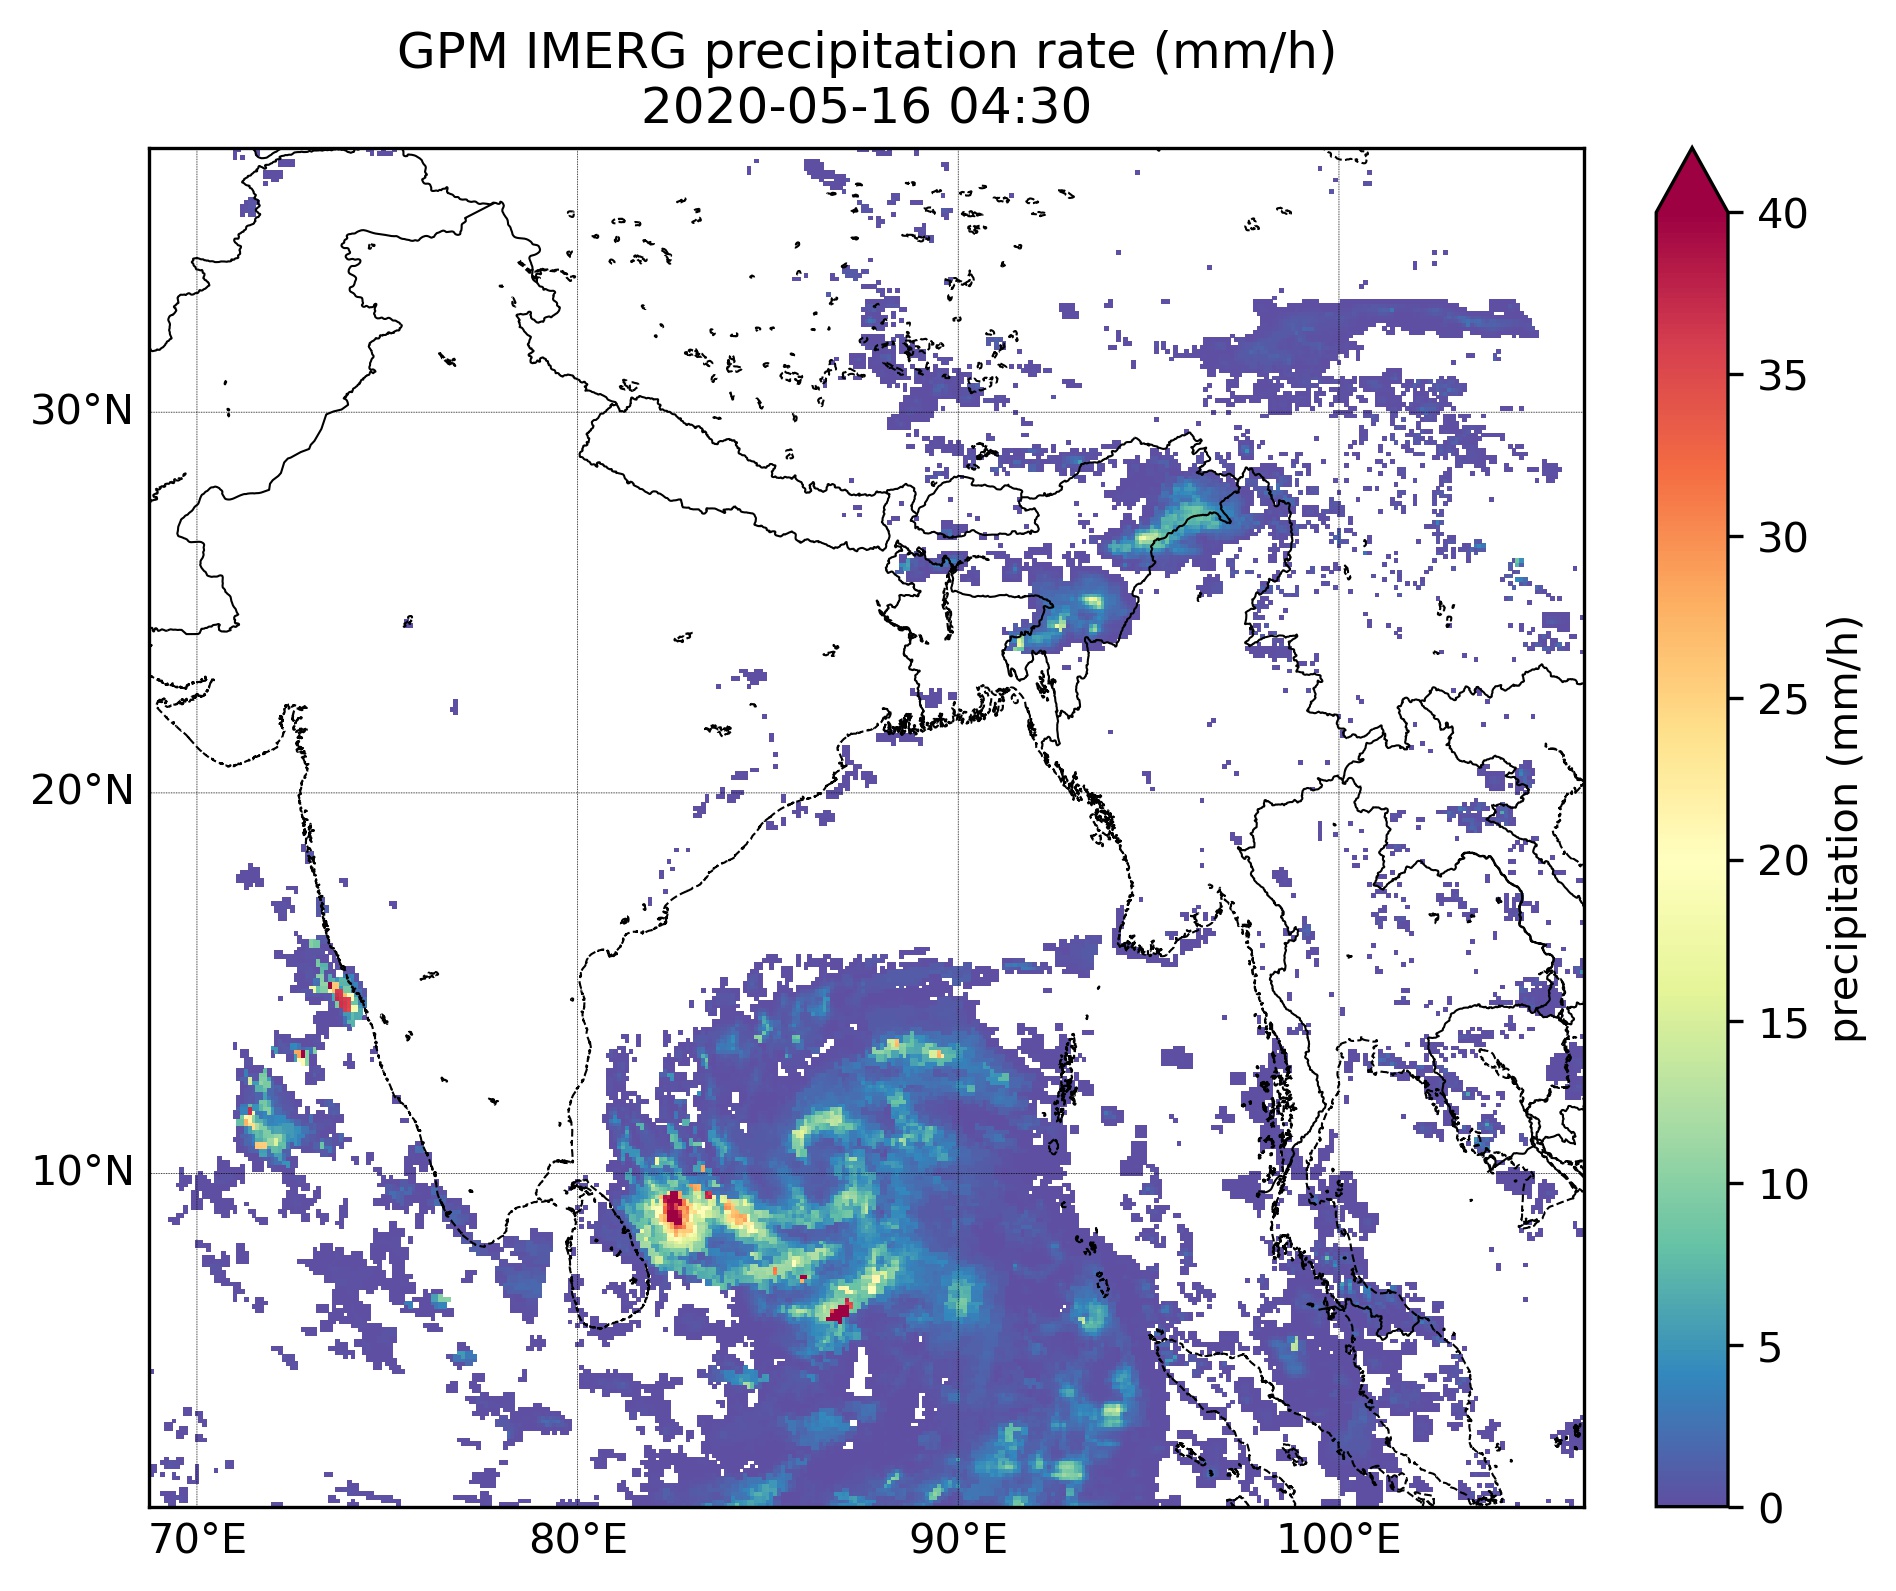 GPM IMERG precipitation rate (mm/h)
2020-05-16 04:30
30°N
20°N
10°N
70°E
80°E
90°E
100°E
40
35
30
25
20
15
10
5
0
precipitation (mm/h)